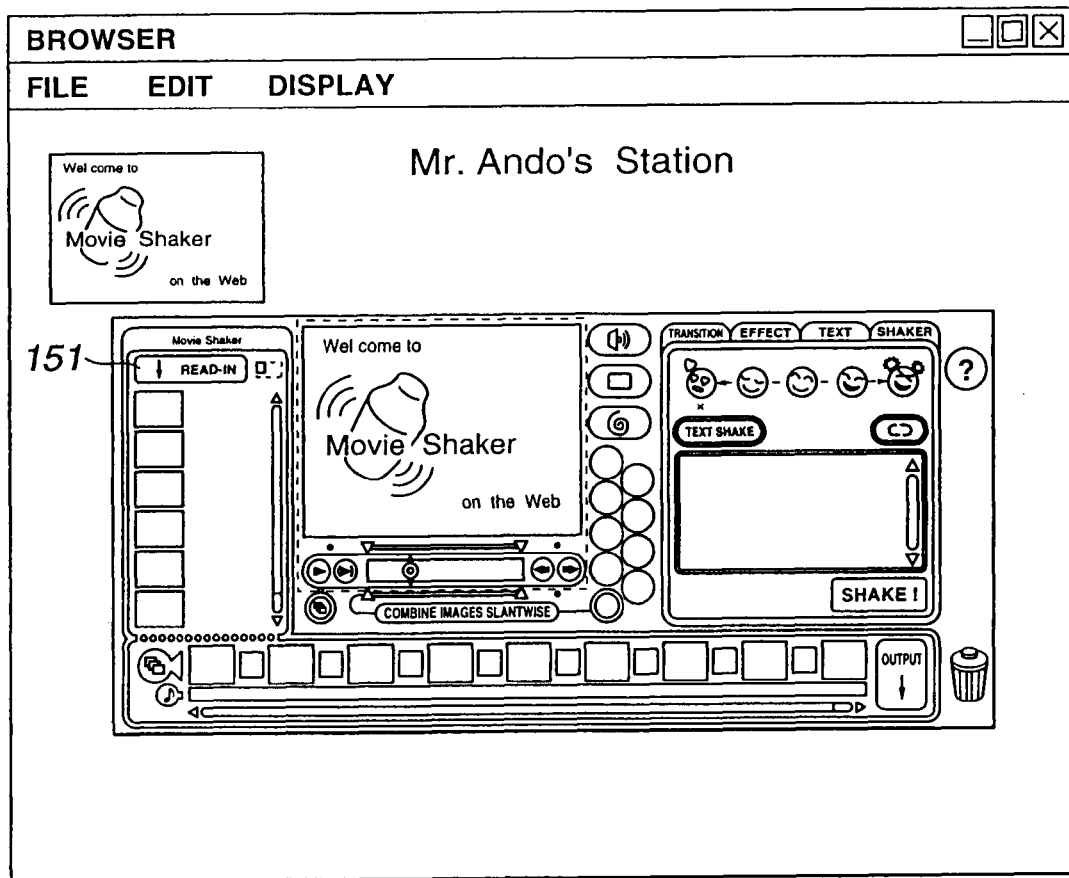 BROWSER
FILE EDIT DISPLAY
Mr. Ando's Station
Wel come to
Movie Shaker
on the Web
151
Movie Shaker
READ-IN
Wel come to
Movie Shaker
on the Web
TRANSITION EFFECT TEXT SHAKER
?
TEXT SHAKE
SHAKE !
COMBINE IMAGES SLANTWISE
OUTPUT